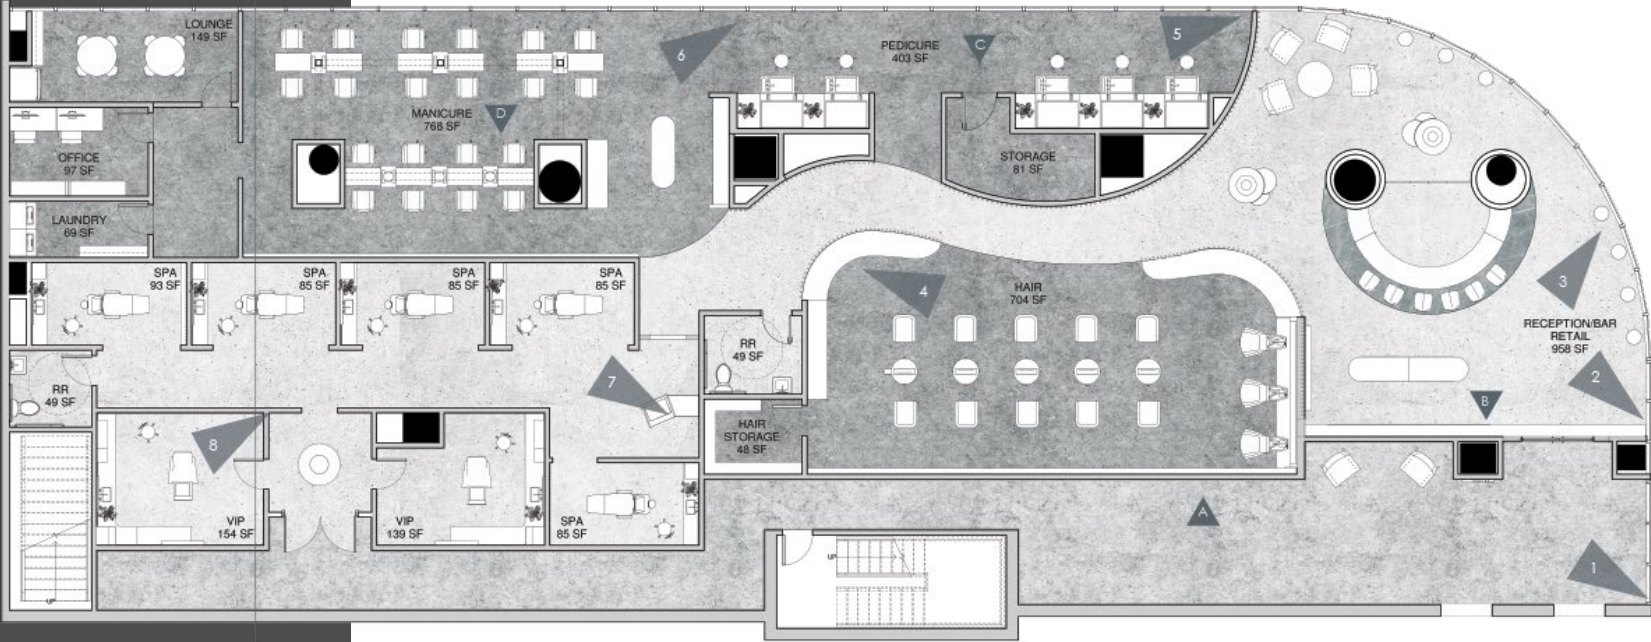 LOUNGE
149 SF
6
PEDICURE
403 SF
C
5
MANICURE
768 SF
D
OFFICE
97 SF
STORAGE
81 SF
LAUNDRY
69 SF
SPA
93 SF
SPA
85 SF
SPA
85 SF
SPA
85 SF
4
HAIR
704 SF
3
RECEPTION/BAR
RETAIL
958 SF
RR
49 SF
RR
49 SF
7
2
B
8
HAIR
STORAGE
48 SF
VIP
154 SF
VIP
139 SF
SPA
85 SF
A
UP
UP
1